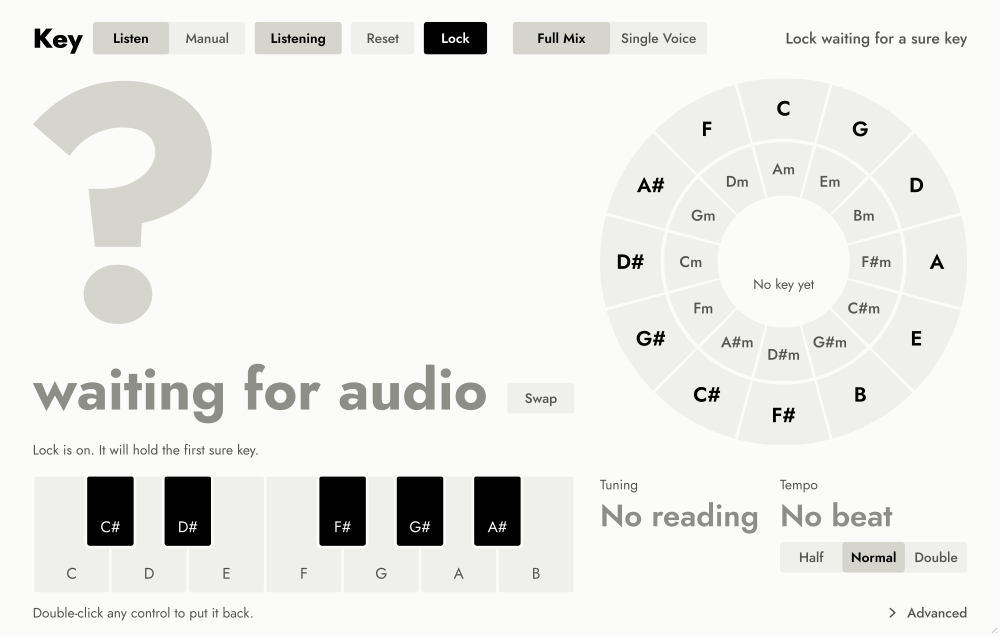 Key Listen Manual Listening Reset Lock Full Mix Single Voice Lock waiting for a sure key
?
waiting for audio Swap
Lock is on. It will hold the first sure key.
C# D# F# G# A#
C D E F G A B
Double-click any control to put it back.
C
F G
Am
A# Dm Em D
Gm Bm
D# Cm F#m A
No key yet
Fm C#m
G# A#m G#m E
D#m
C# B
F#
Tuning Tempo
No reading No beat
Half Normal Double
Advanced